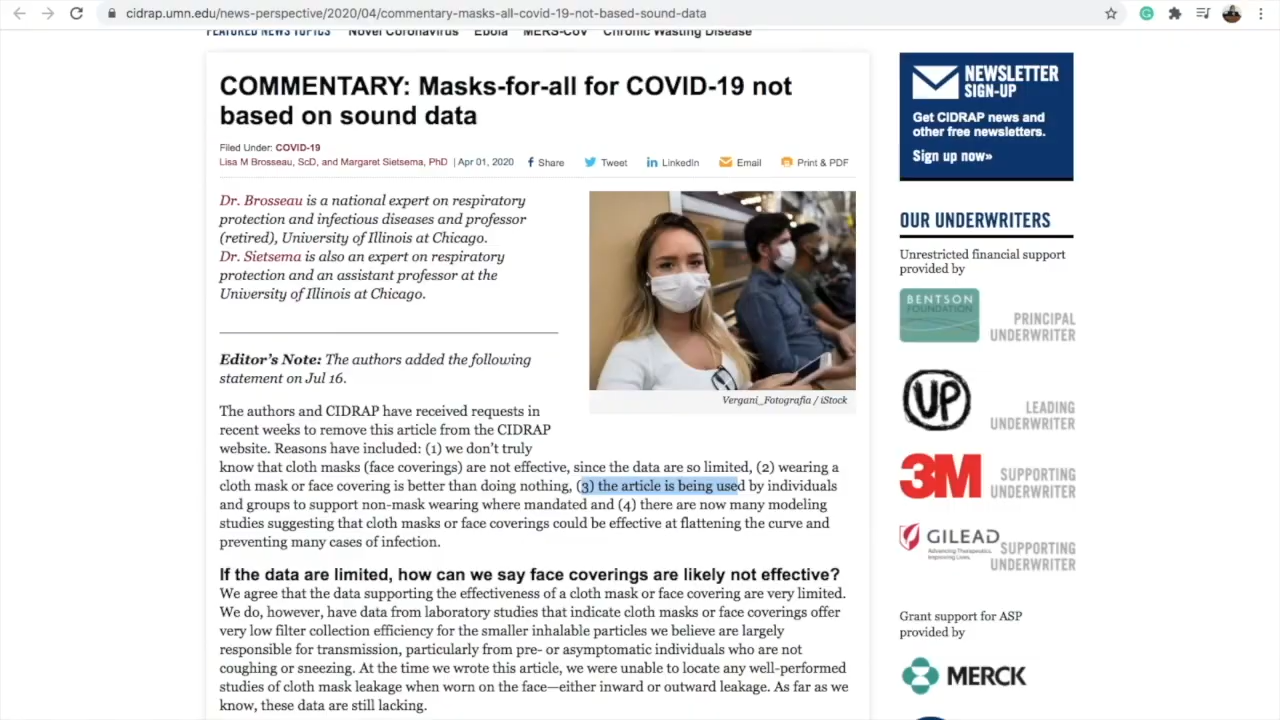 cidrap.umn.edu/news-perspective/2020/04/commentary-masks-all-covid-19-not-based-sound-data
FEATURED NEWS TOPICS Novel Coronavirus Ebola MERS-CoV Chronic Wasting Disease
COMMENTARY: Masks-for-all for COVID-19 not
based on sound data
Filed Under: COVID-19
Lisa M Brosseau, ScD, and Margaret Sietsema, PhD | Apr 01, 2020 Share Tweet LinkedIn Email Print & PDF
Dr. Brosseau is a national expert on respiratory
protection and infectious diseases and professor
(retired), University of Illinois at Chicago.
Dr. Sietsema is also an expert on respiratory
protection and an assistant professor at the
University of Illinois at Chicago.
Vergani_Fotografia / iStock
Editor's Note: The authors added the following
statement on Jul 16.
The authors and CIDRAP have received requests in
recent weeks to remove this article from the CIDRAP
website. Reasons have included: (1) we don't truly
know that cloth masks (face coverings) are not effective, since the data are so limited, (2) wearing a
cloth mask or face covering is better than doing nothing, (3) the article is being used by individuals
and groups to support non-mask wearing where mandated and (4) there are now many modeling
studies suggesting that cloth masks or face coverings could be effective at flattening the curve and
preventing many cases of infection.
If the data are limited, how can we say face coverings are likely not effective?
We agree that the data supporting the effectiveness of a cloth mask or face covering are very limited.
We do, however, have data from laboratory studies that indicate cloth masks or face coverings offer
very low filter collection efficiency for the smaller inhalable particles we believe are largely
responsible for transmission, particularly from pre- or asymptomatic individuals who are not
coughing or sneezing. At the time we wrote this article, we were unable to locate any well-performed
studies of cloth mask leakage when worn on the face—either inward or outward leakage. As far as we
know, these data are still lacking.
NEWSLETTER
SIGN-UP
Get CIDRAP news and
other free newsletters.
Sign up now»
OUR UNDERWRITERS
Unrestricted financial support
provided by
BENTSON
FOUNDATION
PRINCIPAL
UNDERWRITER
UP
LEADING
UNDERWRITER
3M
SUPPORTING
UNDERWRITER
GILEAD
Advancing Therapeutics.
Improving Lives.
SUPPORTING
UNDERWRITER
Grant support for ASP
provided by
MERCK